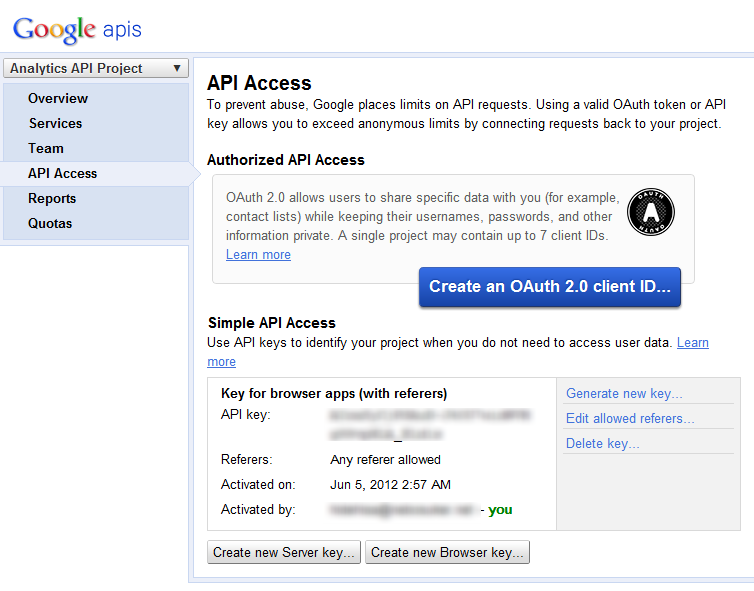 Google apis
Analytics API Project
Overview
Services
Team
API Access
Reports
Quotas
API Access
To prevent abuse, Google places limits on API requests. Using a valid OAuth token or API
key allows you to exceed anonymous limits by connecting requests back to your project.
Authorized API Access
OAuth 2.0 allows users to share specific data with you (for example,
contact lists) while keeping their usernames, passwords, and other
information private. A single project may contain up to 7 client IDs.
Learn more
OAUTH
A
OAUTH
Create an OAuth 2.0 client ID...
Simple API Access
Use API keys to identify your project when you do not need to access user data. Learn
more
Key for browser apps (with referers)
API key:
Referers: Any referer allowed
Activated on: Jun 5, 2012 2:57 AM
Activated by: - you
Generate new key...
Edit allowed referers...
Delete key...
Create new Server key... Create new Browser key...